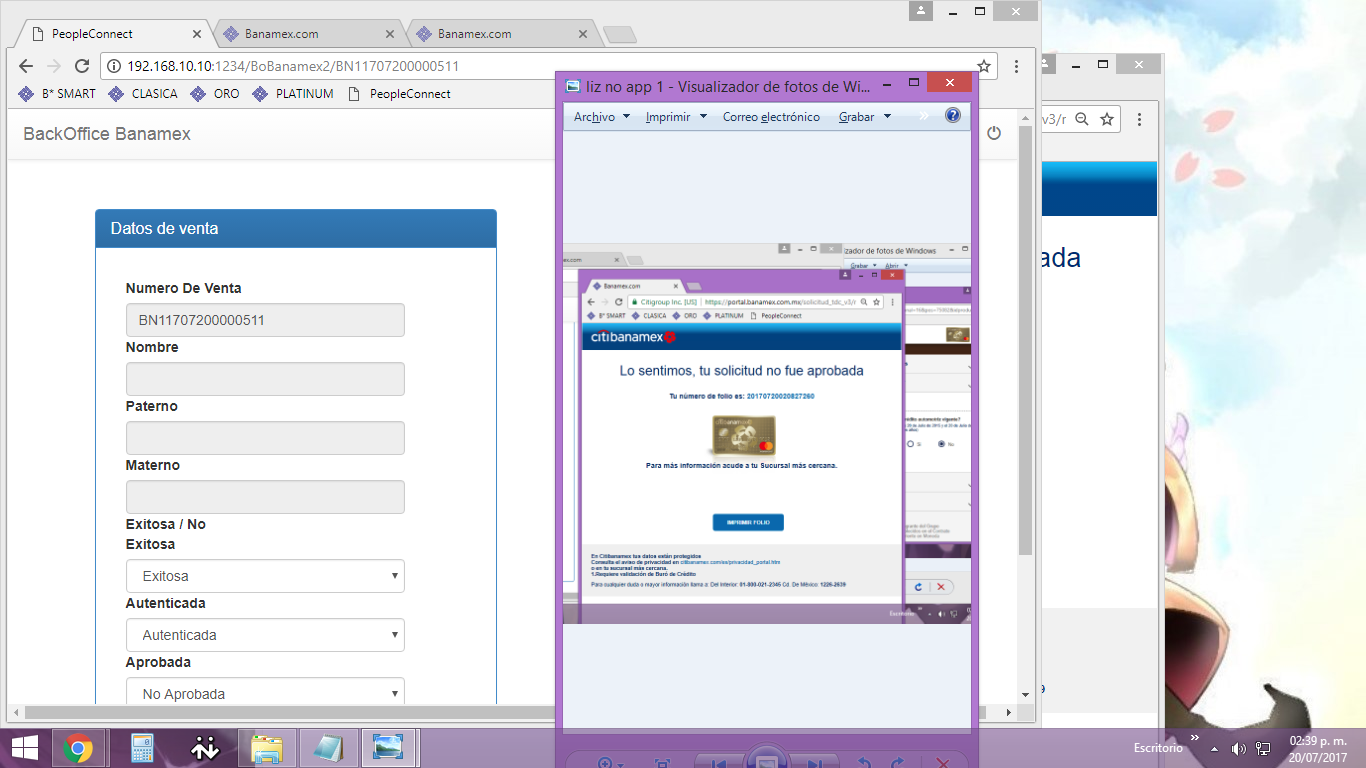 PeopleConnect
Banamex.com
Banamex.com
192.168.10.10:1234/BoBanamex2/BN11707200000511
B* SMART
CLASICA
ORO
PLATINUM
PeopleConnect
BackOffice Banamex
Datos de venta
Numero De Venta
BN11707200000511
Nombre
Paterno
Materno
Exitosa / No
Exitosa
Exitosa
Autenticada
Autenticada
Aprobada
No Aprobada
liz no app 1 - Visualizador de fotos de Wi...
Archivo
Imprimir
Correo electrónico
Grabar
»
zador de fotos de Windows
Grabar
Abrir
ex.com
Banamex.com
Citigroup Inc. [US]
https://portal.banamex.com.mx/solicitud_tdc_v3/r
B* SMART
CLASICA
ORO
PLATINUM
PeopleConnect
citibanamex
Lo sentimos, tu solicitud no fue aprobada
Tu número de folio es: 20170720020827260
Para más información acude a tu Sucursal más cercana.
IMPRIMIR FOLIO
En Citibanamex tus datos están protegidos
Consulta el aviso de privacidad en citibanamex.com/es/privacidad_portal.htm
o en tu sucursal más cercana.
1.Requiere validación de Buró de Crédito
Para cualquier duda o mayor información llama a: Del Interior: 01-800-021-2345 Cd. De México: 1226-2639
Si
No
Escritorio
v3/r
ada
9
Escritorio
»
02:39 p. m.
20/07/2017